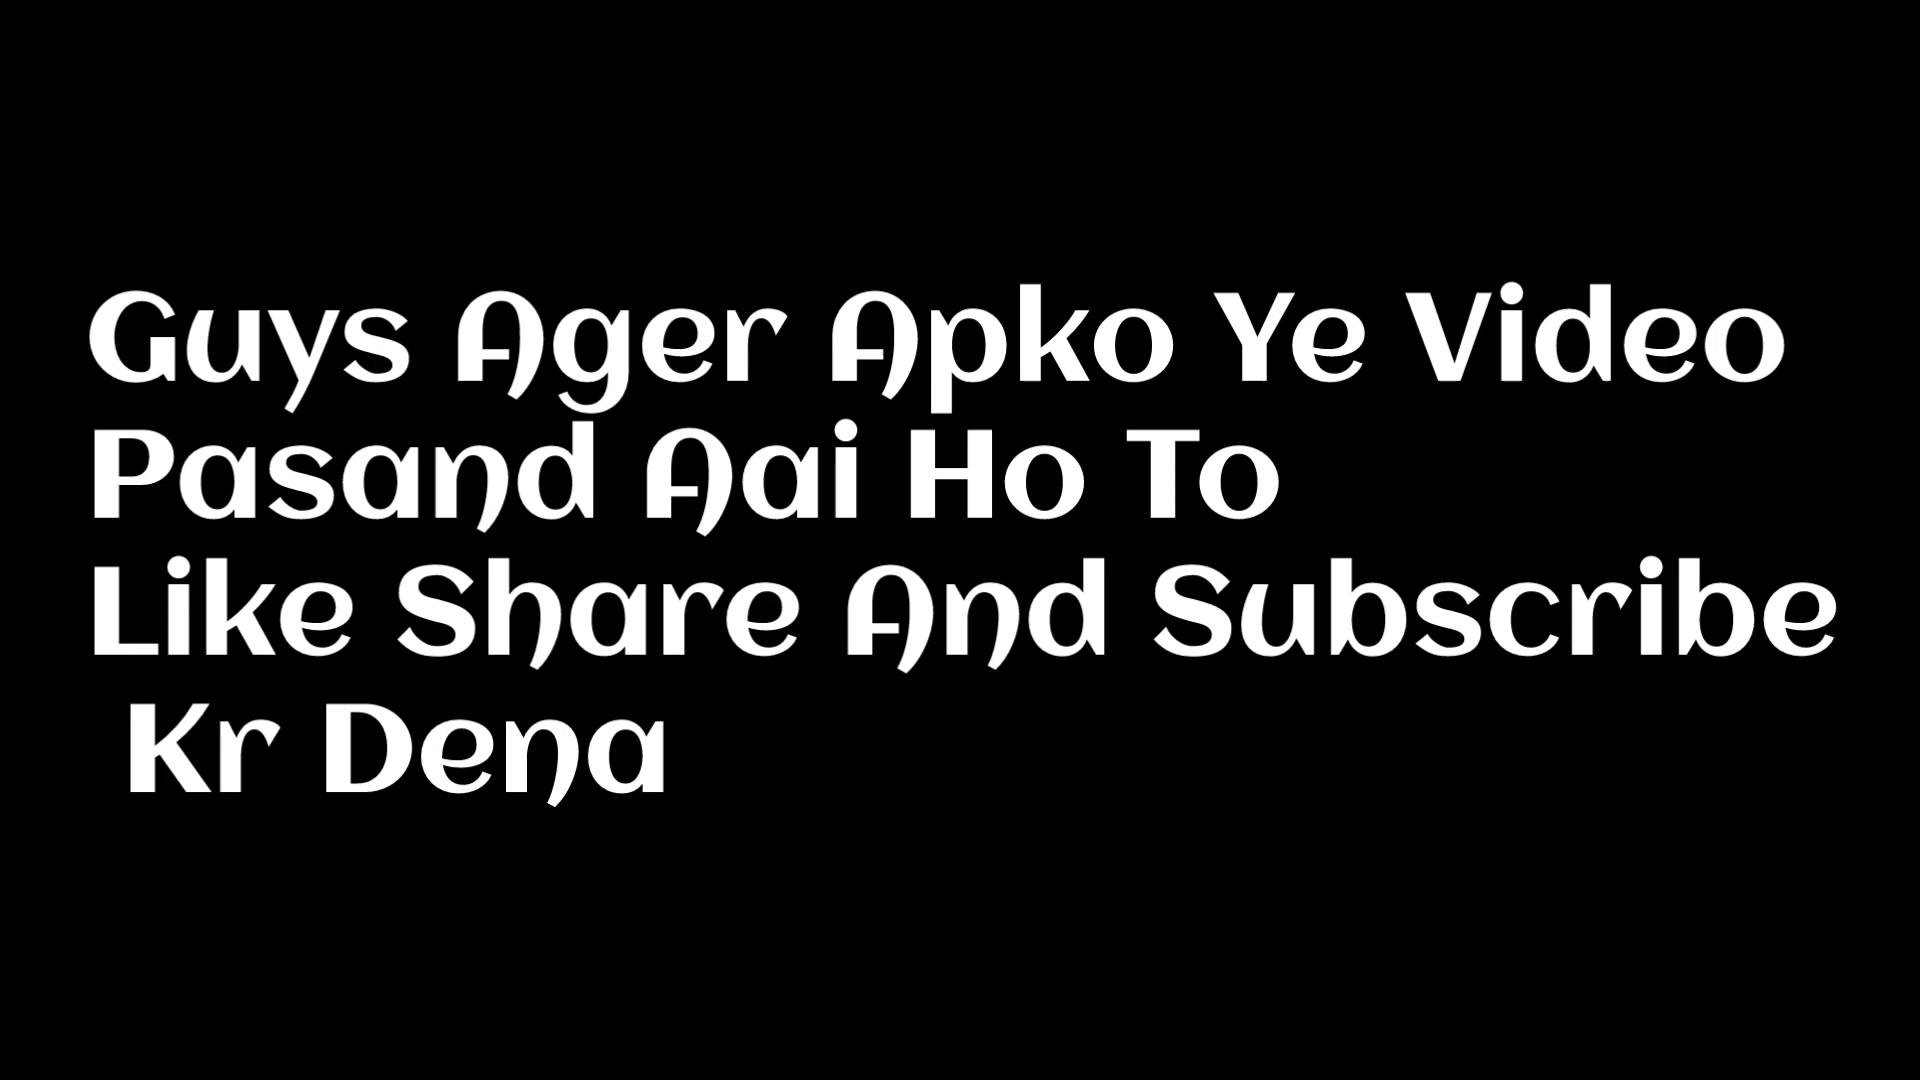 Guys Ager Apko Ye Video
Pasand Aai Ho To
Like Share And Subscribe
Kr Dena